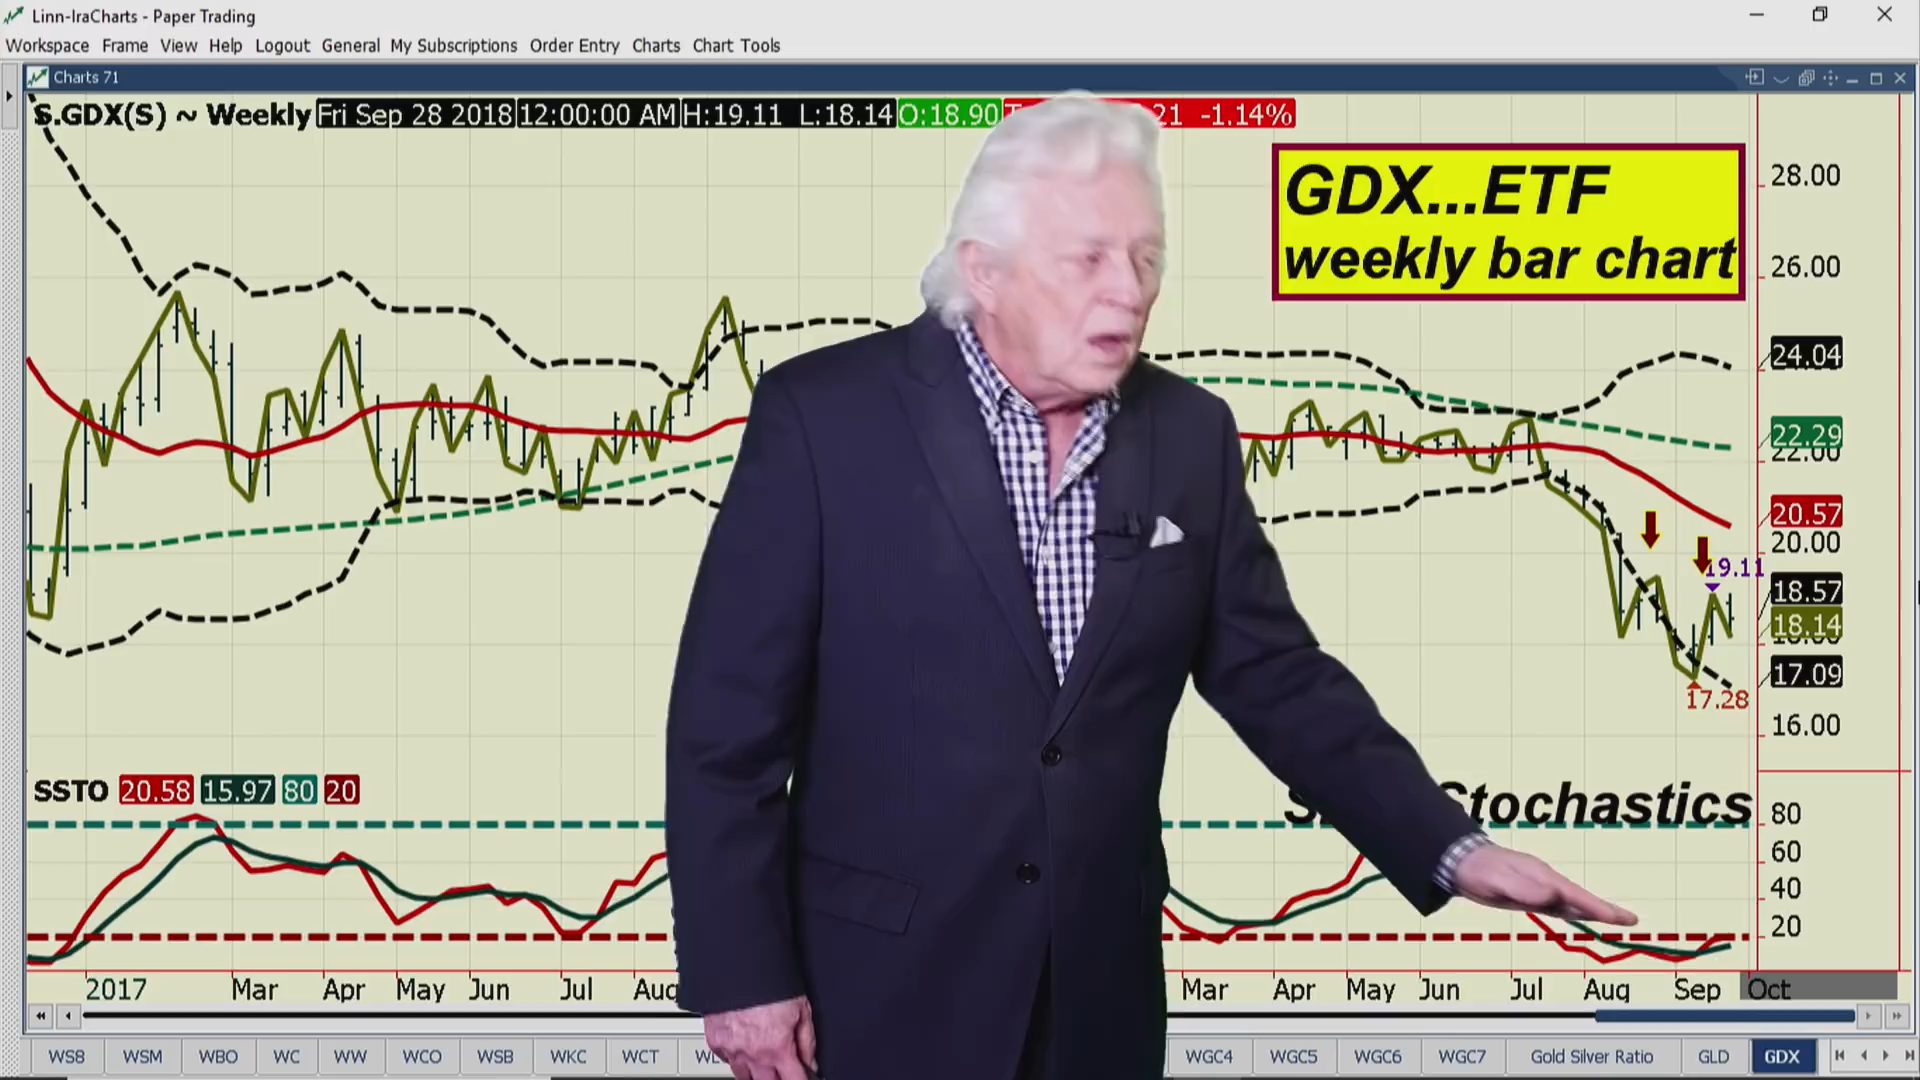 Linn-IraCharts - Paper Trading
Workspace Frame View Help Logout General My Subscriptions Order Entry Charts Chart Tools
Charts 71
S.GDX(S) ~ Weekly Fri Sep 28 2018 12:00:00 AM H:19.11 L:18.14 O:18.90 21 -1.14%
GDX...ETF
weekly bar chart
28.00
26.00
24.04
22.29
22.00
20.57
20.00
19.11
18.57
18.14
18.00
17.09
17.28
16.00
SSTO 20.58 15.97 80 20
Stochastics
80
60
40
20
2017 Mar Apr May Jun Jul Aug Mar Apr May Jun Jul Aug Sep Oct
WS8 WSM WBO WC WW WCO WSB WKC WCT WGC4 WGC5 WGC6 WGC7 Gold Silver Ratio GLD GDX